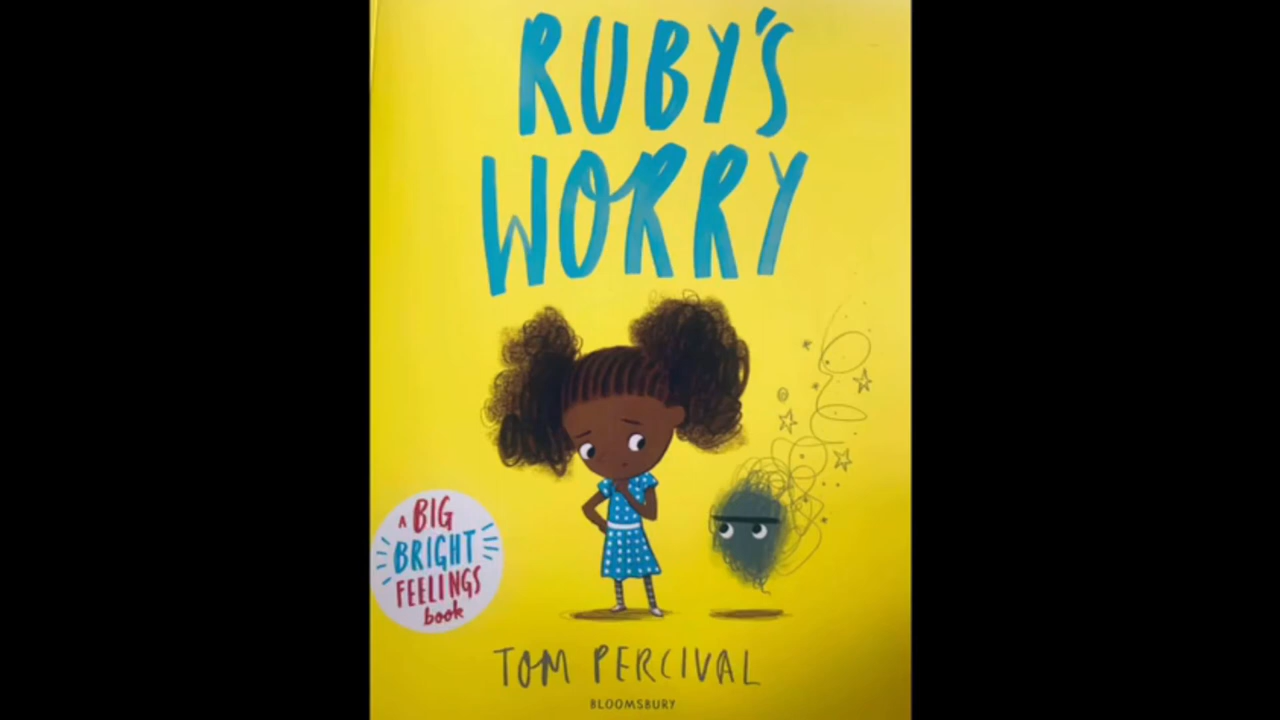 RUBY'S
WORRY
A BIG
BRIGHT
FEELINGS
book
TOM PERCIVAL
BLOOMSBURY